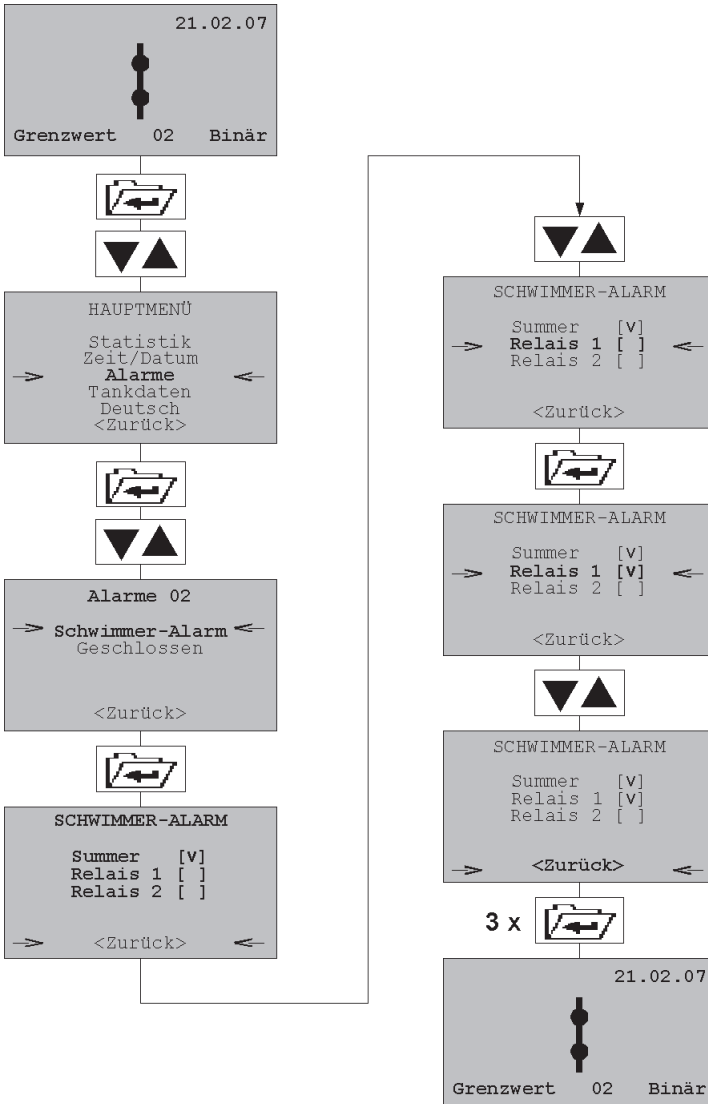 21.02.07
Grenzwert 02 Binär
HAUPTMENÜ
Statistik
Zeit/Datum
Alarme
Tankdaten
Deutsch
<Zurück>
Alarme 02
Schwimmer-Alarm
Geschlossen
<Zurück>
SCHWIMMER-ALARM
Summer [V]
Relais 1 [ ]
Relais 2 [ ]
<Zurück>
SCHWIMMER-ALARM
Summer [V]
Relais 1 [ ]
Relais 2 [ ]
<Zurück>
SCHWIMMER-ALARM
Summer [V]
Relais 1 [V]
Relais 2 [ ]
<Zurück>
SCHWIMMER-ALARM
Summer [V]
Relais 1 [V]
Relais 2 [ ]
<Zurück>
3 x
21.02.07
Grenzwert 02 Binär